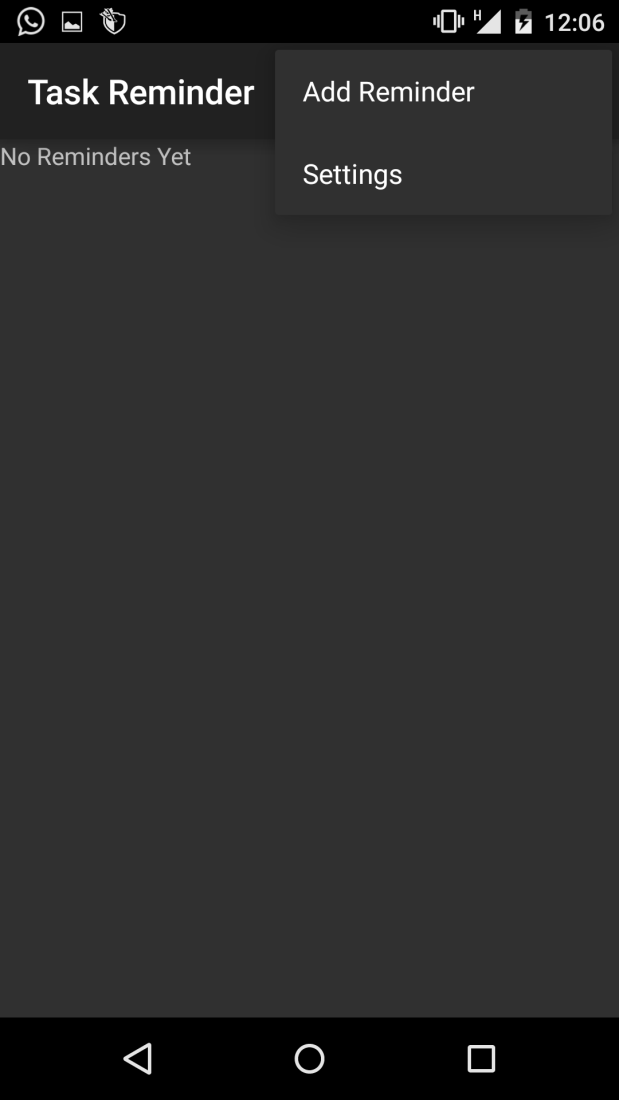 H 12:06
Task Reminder
Add Reminder
No Reminders Yet
Settings